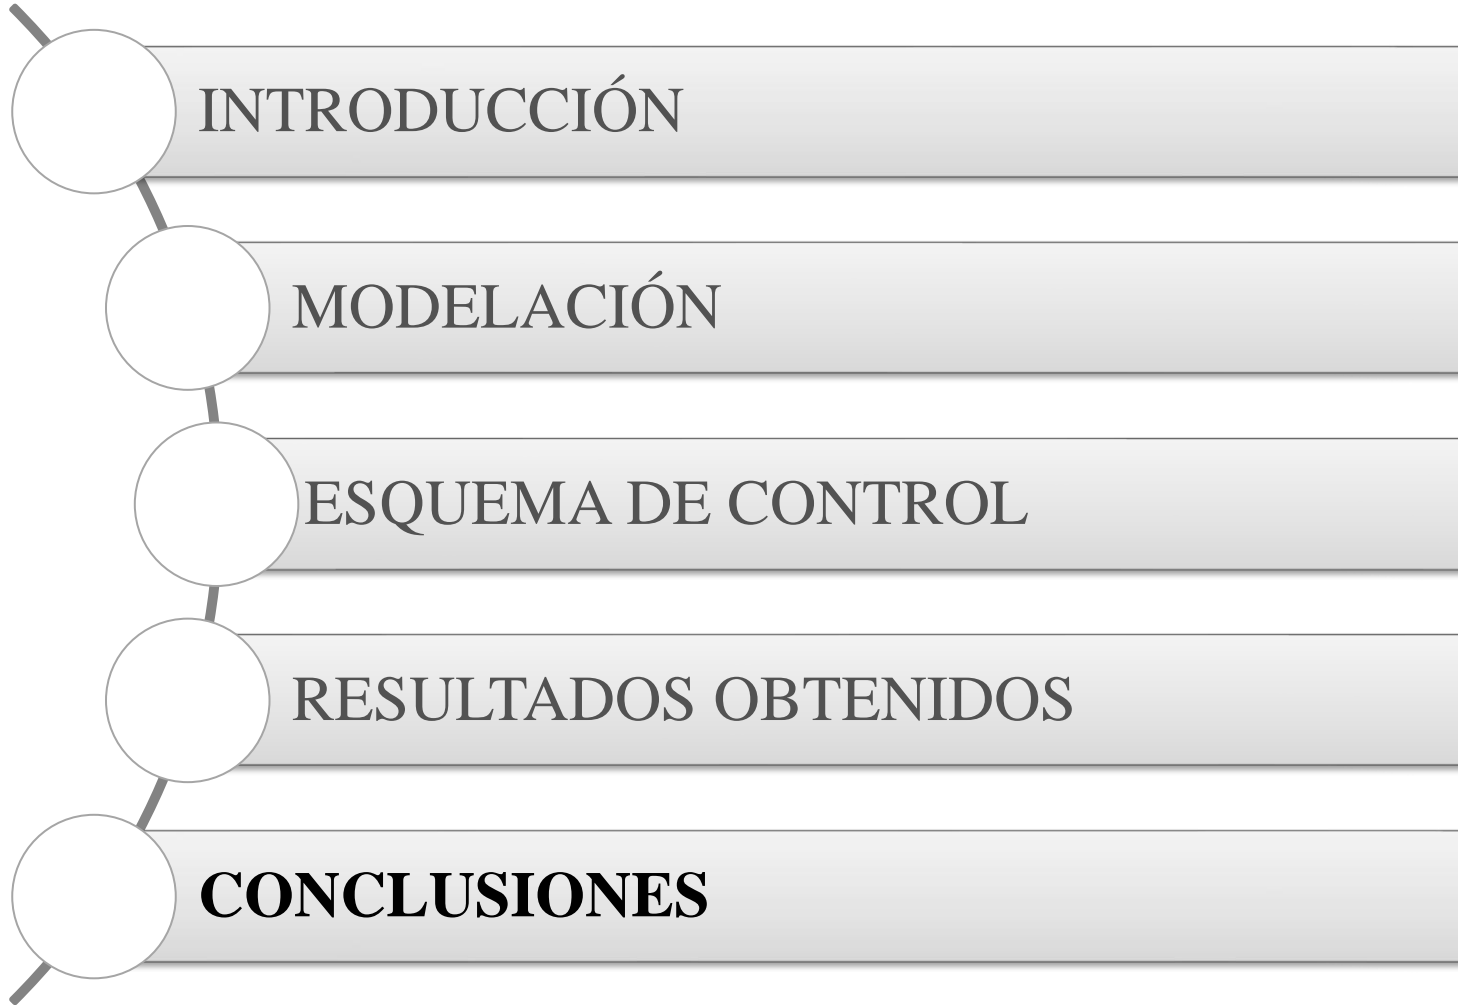 INTRODUCCIÓN
MODELACIÓN
ESQUEMA DE CONTROL
RESULTADOS OBTENIDOS
CONCLUSIONES